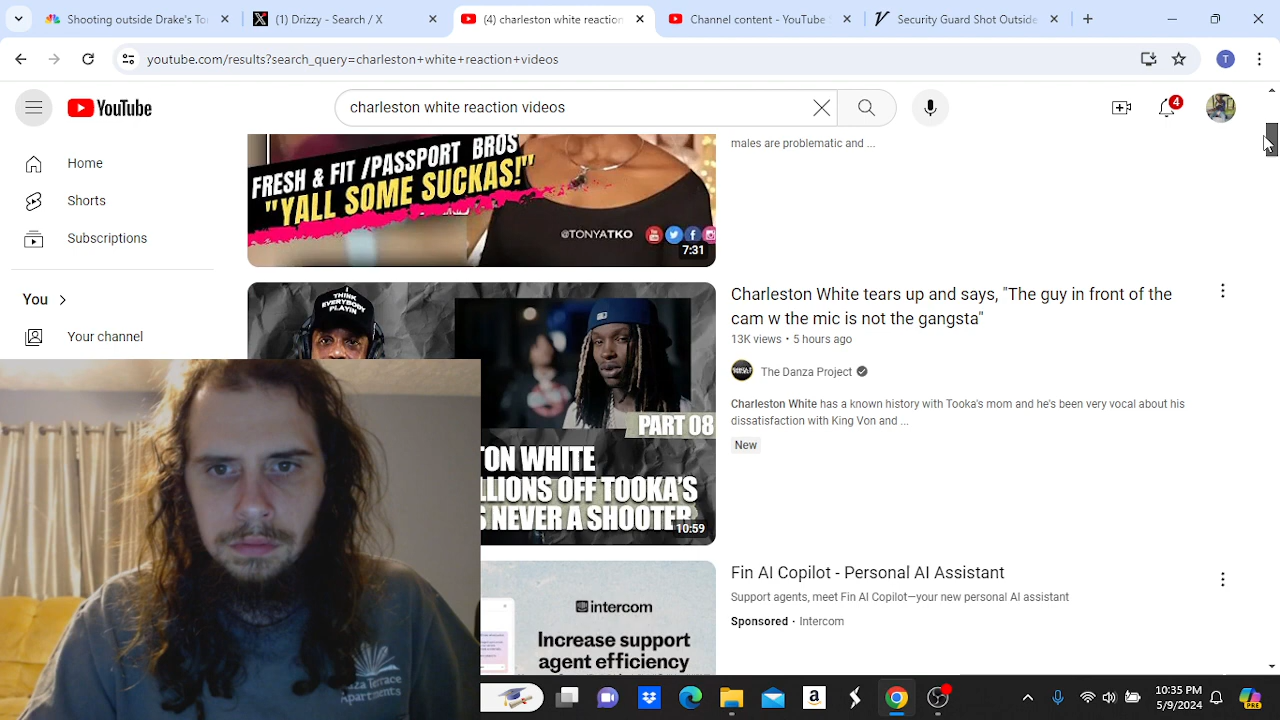 Shooting outside Drake's To
(1) Drizzy - Search / X
(4) charleston white reaction
Channel content - YouTube
Security Guard Shot Outside
youtube.com/results?search_query=charleston+white+reaction+videos
T
YouTube
charleston white reaction videos
4
Home
Shorts
Subscriptions
You
Your channel
FRESH & FIT /PASSPORT BROS
"YALL SOME SUCKAS!"
@TONYATKO
7:31
males are problematic and ...
I
THINK
EVERYBODY
PLAYIN
PART 08
TON WHITE
LLIONS OFF TOOKA'S
S NEVER A SHOOTER
10:59
Charleston White tears up and says, "The guy in front of the
cam w the mic is not the gangsta"
13K views • 5 hours ago
The Danza Project
Charleston White has a known history with Tooka's mom and he's been very vocal about his
dissatisfaction with King Von and ...
New
intercom
Increase support
agent efficiency
Fin AI Copilot - Personal AI Assistant
Support agents, meet Fin AI Copilot—your new personal AI assistant
Sponsored · Intercom
Terrace
Apartments
10:35 PM
PRE